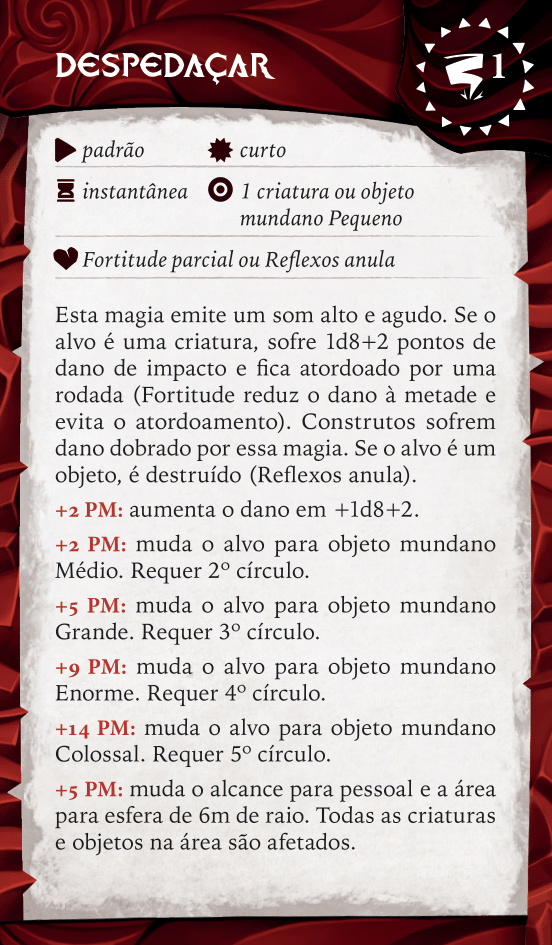 DESPEDAÇAR
1
padrão
curto
instantânea
1 criatura ou objeto
mundano Pequeno
Fortitude parcial ou Reflexos anula
Esta magia emite um som alto e agudo. Se o
alvo é uma criatura, sofre 1d8+2 pontos de
dano de impacto e fica atordoado por uma
rodada (Fortitude reduz o dano à metade e
evita o atordoamento). Construtos sofrem
dano dobrado por essa magia. Se o alvo é um
objeto, é destruído (Reflexos anula).
+2 PM: aumenta o dano em +1d8+2.
+2 PM: muda o alvo para objeto mundano
Médio. Requer 2º círculo.
+5 PM: muda o alvo para objeto mundano
Grande. Requer 3º círculo.
+9 PM: muda o alvo para objeto mundano
Enorme. Requer 4º círculo.
+14 PM: muda o alvo para objeto mundano
Colossal. Requer 5º círculo.
+5 PM: muda o alcance para pessoal e a área
para esfera de 6m de raio. Todas as criaturas
e objetos na área são afetados.